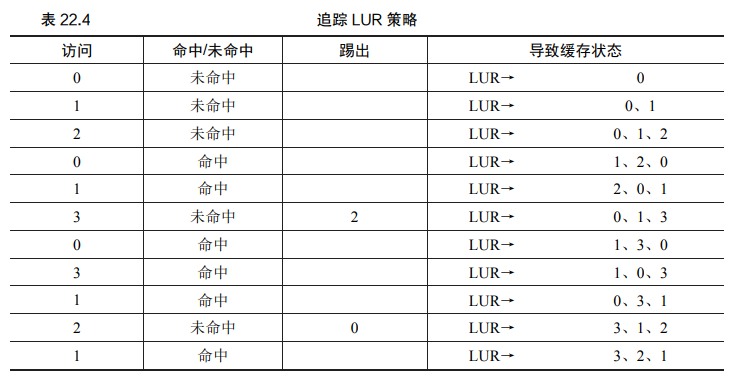 表 22.4 追踪 LUR 策略
访问 命中/未命中 踢出 导致缓存状态
0 未命中 LUR→ 0
1 未命中 LUR→ 0、1
2 未命中 LUR→ 0、1、2
0 命中 LUR→ 1、2、0
1 命中 LUR→ 2、0、1
3 未命中 2 LUR→ 0、1、3
0 命中 LUR→ 1、3、0
3 命中 LUR→ 1、0、3
1 命中 LUR→ 0、3、1
2 未命中 0 LUR→ 3、1、2
1 命中 LUR→ 3、2、1